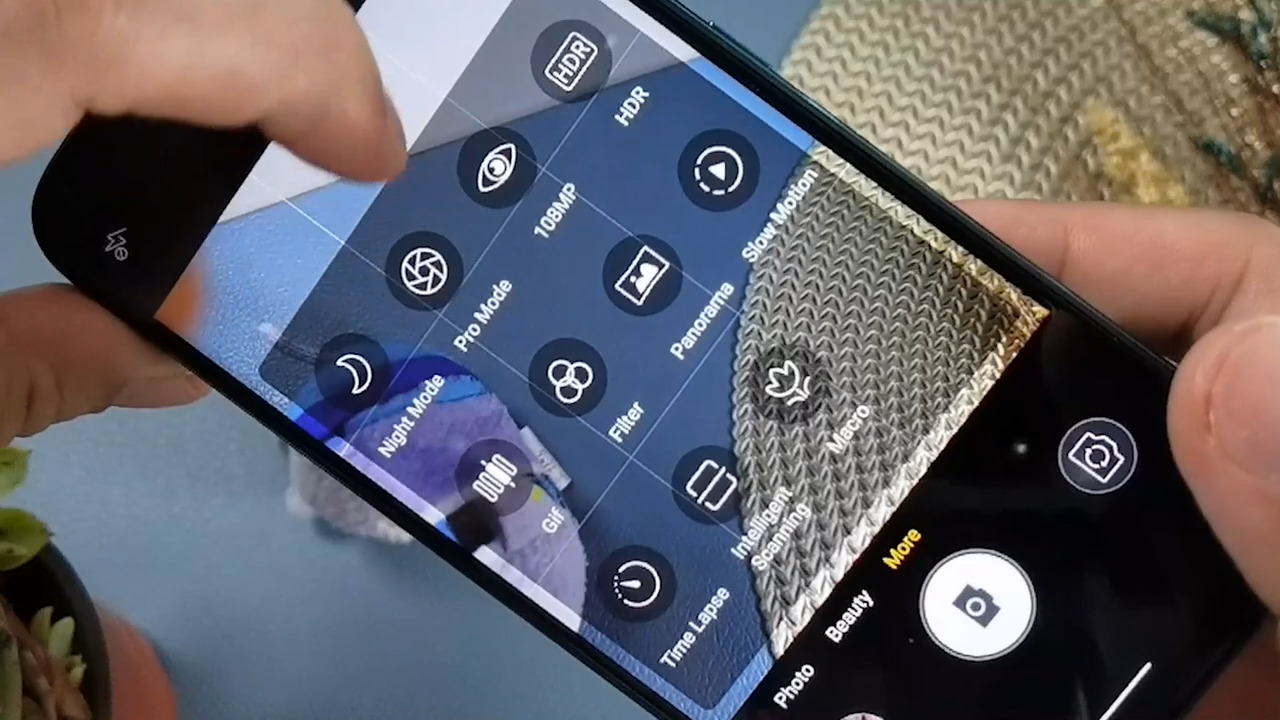 Night Mode
Pro Mode
108MP
HDR
HDR
Gif
Filter
Panorama
Slow Motion
Time Lapse
Intelligent
Scanning
Macro
Photo
Beauty
More